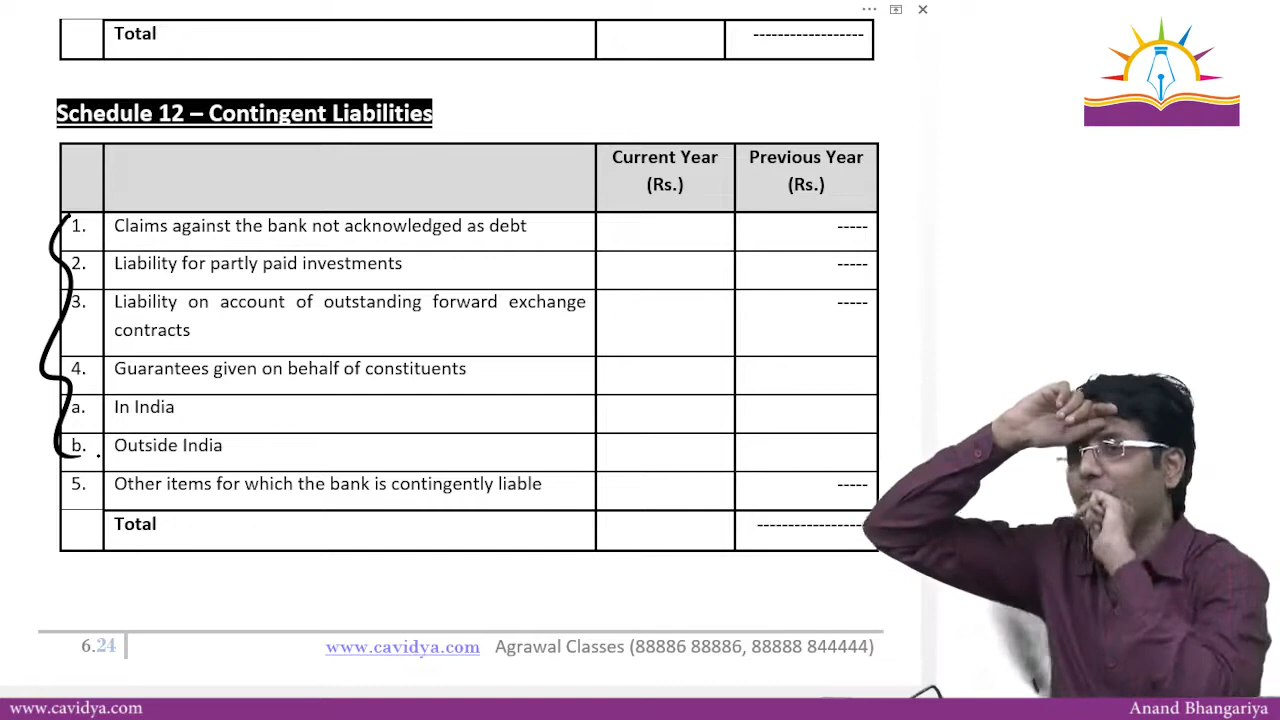 Total ------------------
Schedule 12 – Contingent Liabilities
Current Year Previous Year
(Rs.) (Rs.)
1. Claims against the bank not acknowledged as debt -----
2. Liability for partly paid investments -----
3. Liability on account of outstanding forward exchange -----
contracts
4. Guarantees given on behalf of constituents
a. In India
b. Outside India
5. Other items for which the bank is contingently liable -----
Total -----------------
6.24 www.cavidya.com Agrawal Classes (88886 88886, 88888 844444)
www.cavidya.com Anand Bhangariya